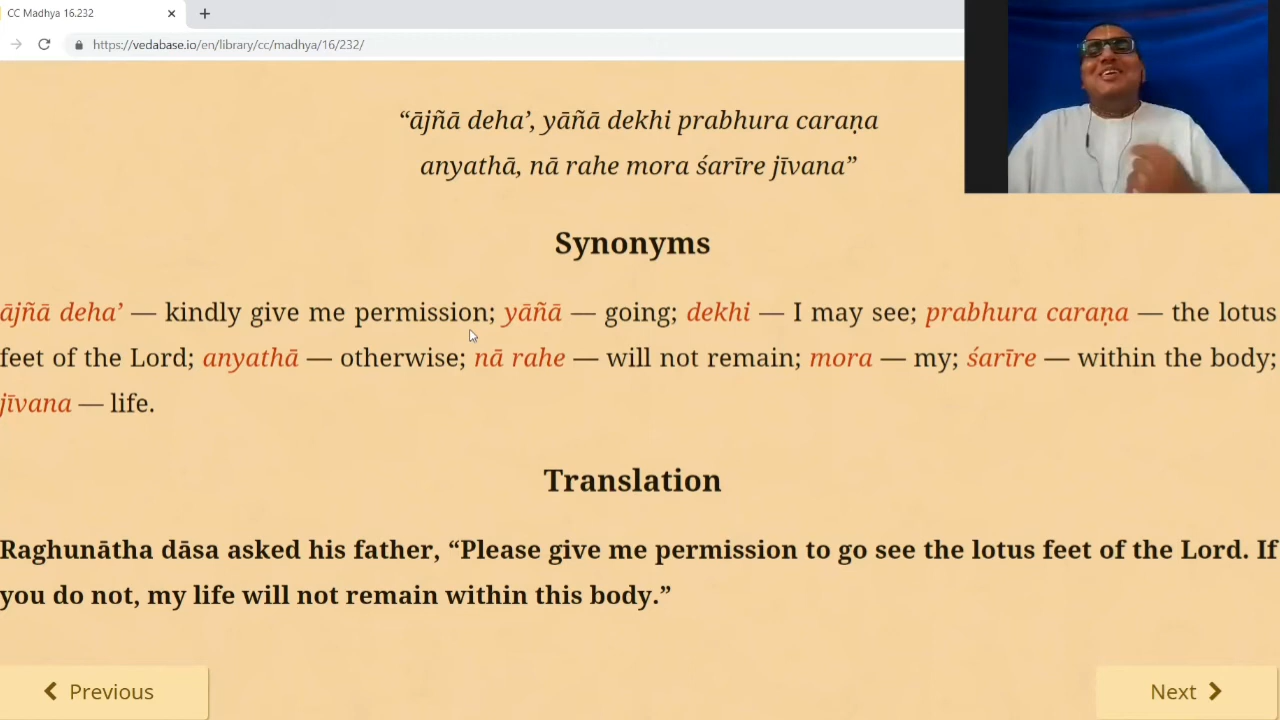 CC Madhya 16.232
https://vedabase.io/en/library/cc/madhya/16/232/
“ājñā deha’, yāñā dekhi prabhura caraṇa
anyathā, nā rahe mora śarīre jīvana”
Synonyms
ājñā deha’ — kindly give me permission; yāñā — going; dekhi — I may see; prabhura caraṇa — the lotus
feet of the Lord; anyathā — otherwise; nā rahe — will not remain; mora — my; śarīre — within the body;
jīvana — life.
Translation
Raghunātha dāsa asked his father, “Please give me permission to go see the lotus feet of the Lord. If
you do not, my life will not remain within this body.”
Previous
Next